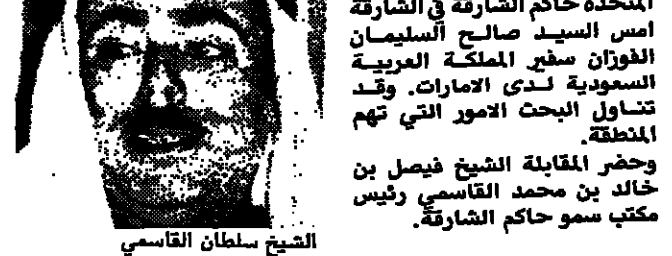 المتحدة حاكم الشارقة في الشارقة
امس السيد صالح السليمان
الفوزان سفير المملكة العربية
السعودية لدى الامارات. وقد
تناول البحث الامور التي تهم
المنطقة.
وحضر المقابلة الشيخ فيصل بن
خالد بن محمد القاسمي رئيس
مكتب سمو حاكم الشارقة.
الشيخ سلطان القاسمي